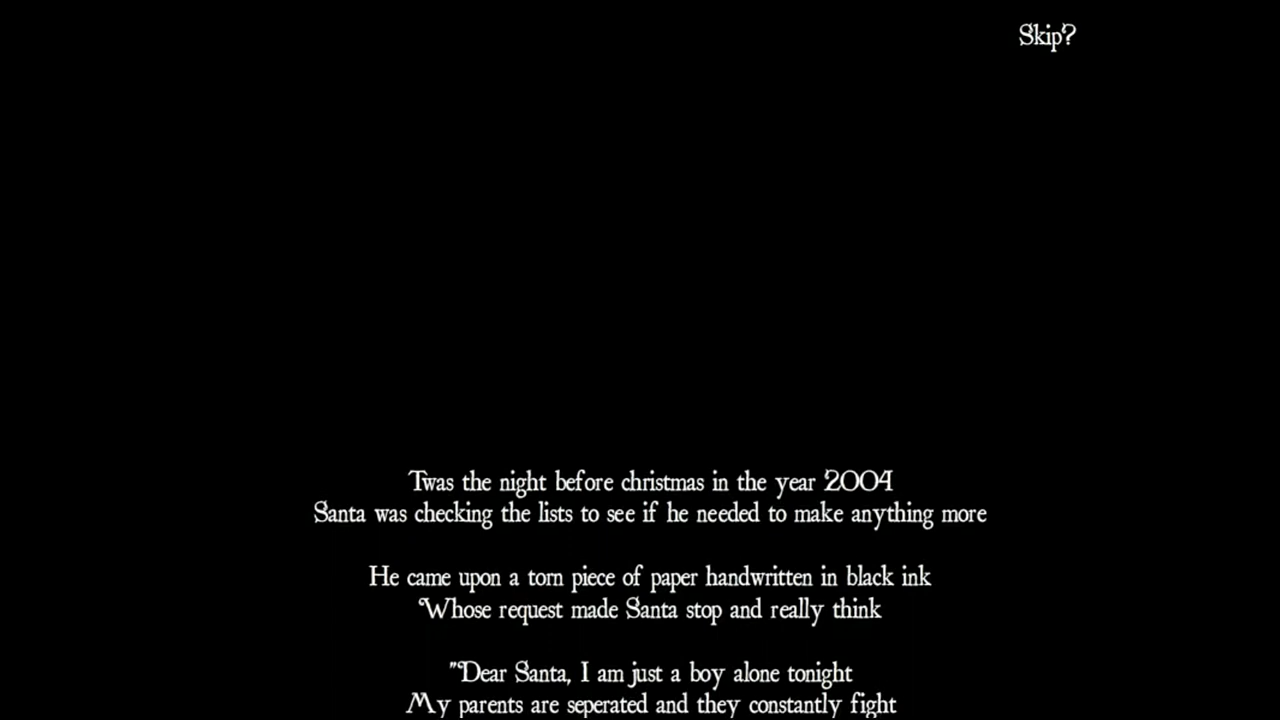 Skip?
Twas the night before christmas in the year 2004
Santa was checking the lists to see if he needed to make anything more
He came upon a torn piece of paper handwritten in black ink
Whose request made Santa stop and really think
"Dear Santa, I am just a boy alone tonight
My parents are seperated and they constantly fight